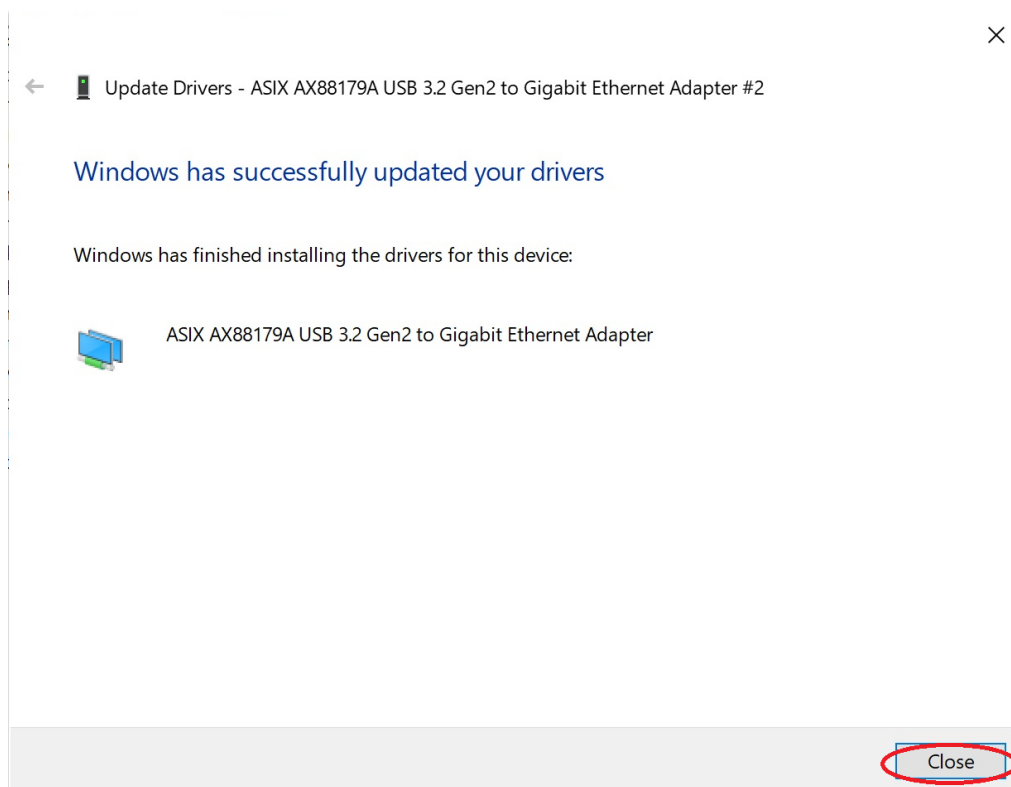 Update Drivers - ASIX AX88179A USB 3.2 Gen2 to Gigabit Ethernet Adapter #2
Windows has successfully updated your drivers
Windows has finished installing the drivers for this device:
ASIX AX88179A USB 3.2 Gen2 to Gigabit Ethernet Adapter
Close